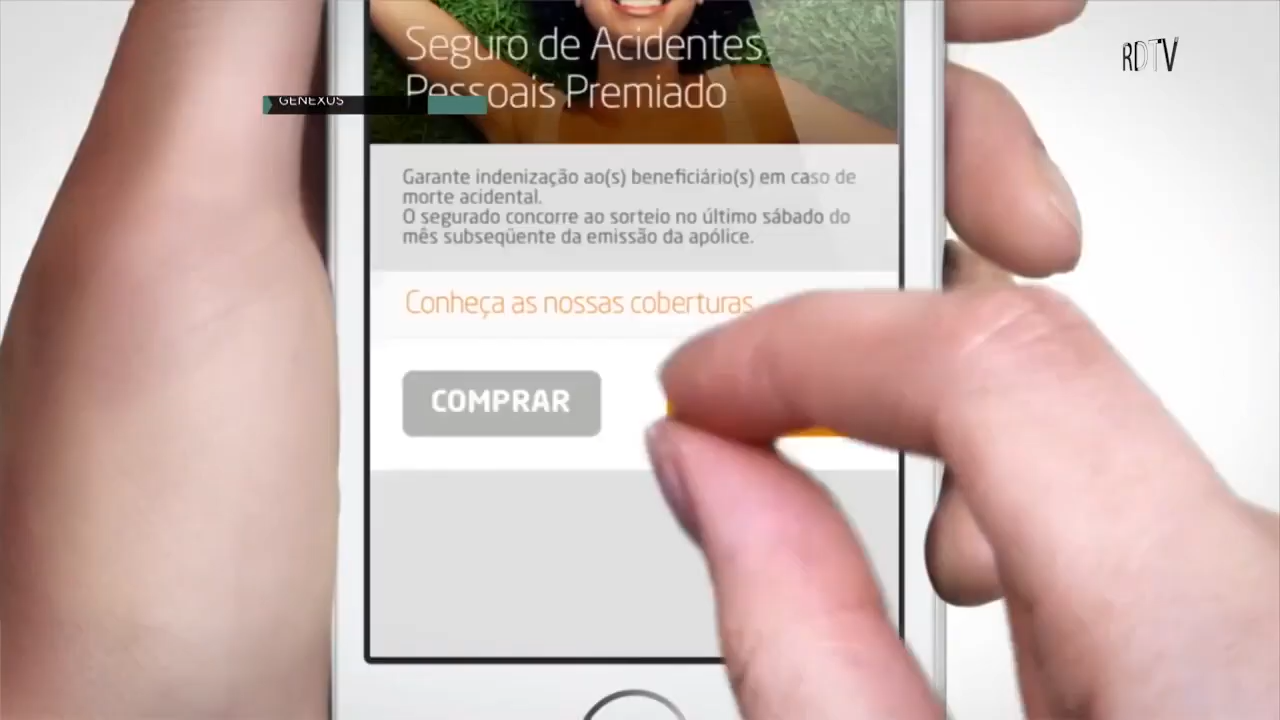 RDTV
Seguro de Acidentes
Pessoais Premiado
GENEXUS
Garante indenização ao(s) beneficiário(s) em caso de
morte acidental.
O segurado concorre ao sorteio no último sábado do
mês subseqüente da emissão da apólice.
Conheça as nossas coberturas
COMPRAR